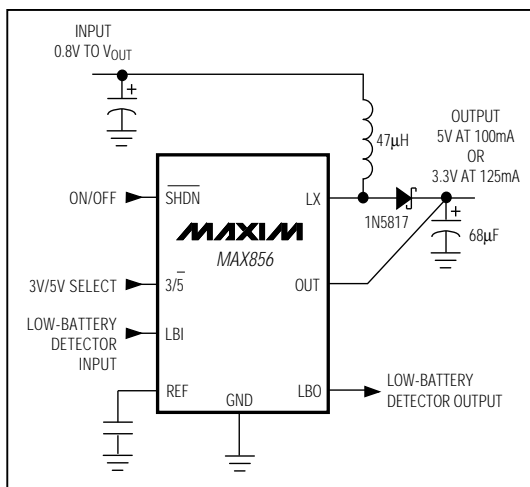 INPUT
0.8V TO VOUT
+
47µH
OUTPUT
5V AT 100mA
OR
3.3V AT 125mA
ON/OFF
SHDN
LX
1N5817
+
68µF
MAXIM
MAX856
3V/5V SELECT
3/5
OUT
LOW-BATTERY
DETECTOR
INPUT
LBI
REF
GND
LBO
LOW-BATTERY
DETECTOR OUTPUT